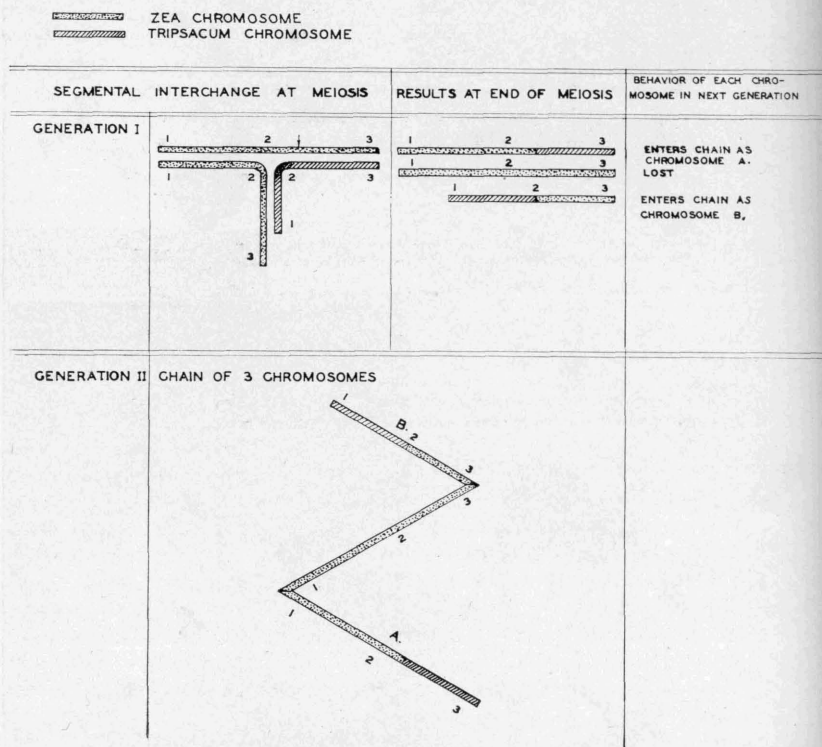 ZEA CHROMOSOME
TRIPSACUM CHROMOSOME
SEGMENTAL INTERCHANGE AT MEIOSIS
RESULTS AT END OF MEIOSIS
BEHAVIOR OF EACH CHRO-
MOSOME IN NEXT GENERATION
GENERATION I
1 2 3
1 2 2 3
1
3
1 2 3
1 2 3
1 2 3
ENTERS CHAIN AS
CHROMOSOME A.
LOST
ENTERS CHAIN AS
CHROMOSOME B,
GENERATION II
CHAIN OF 3 CHROMOSOMES
1
B.
2
3
3
2
1
1
A.
2
3